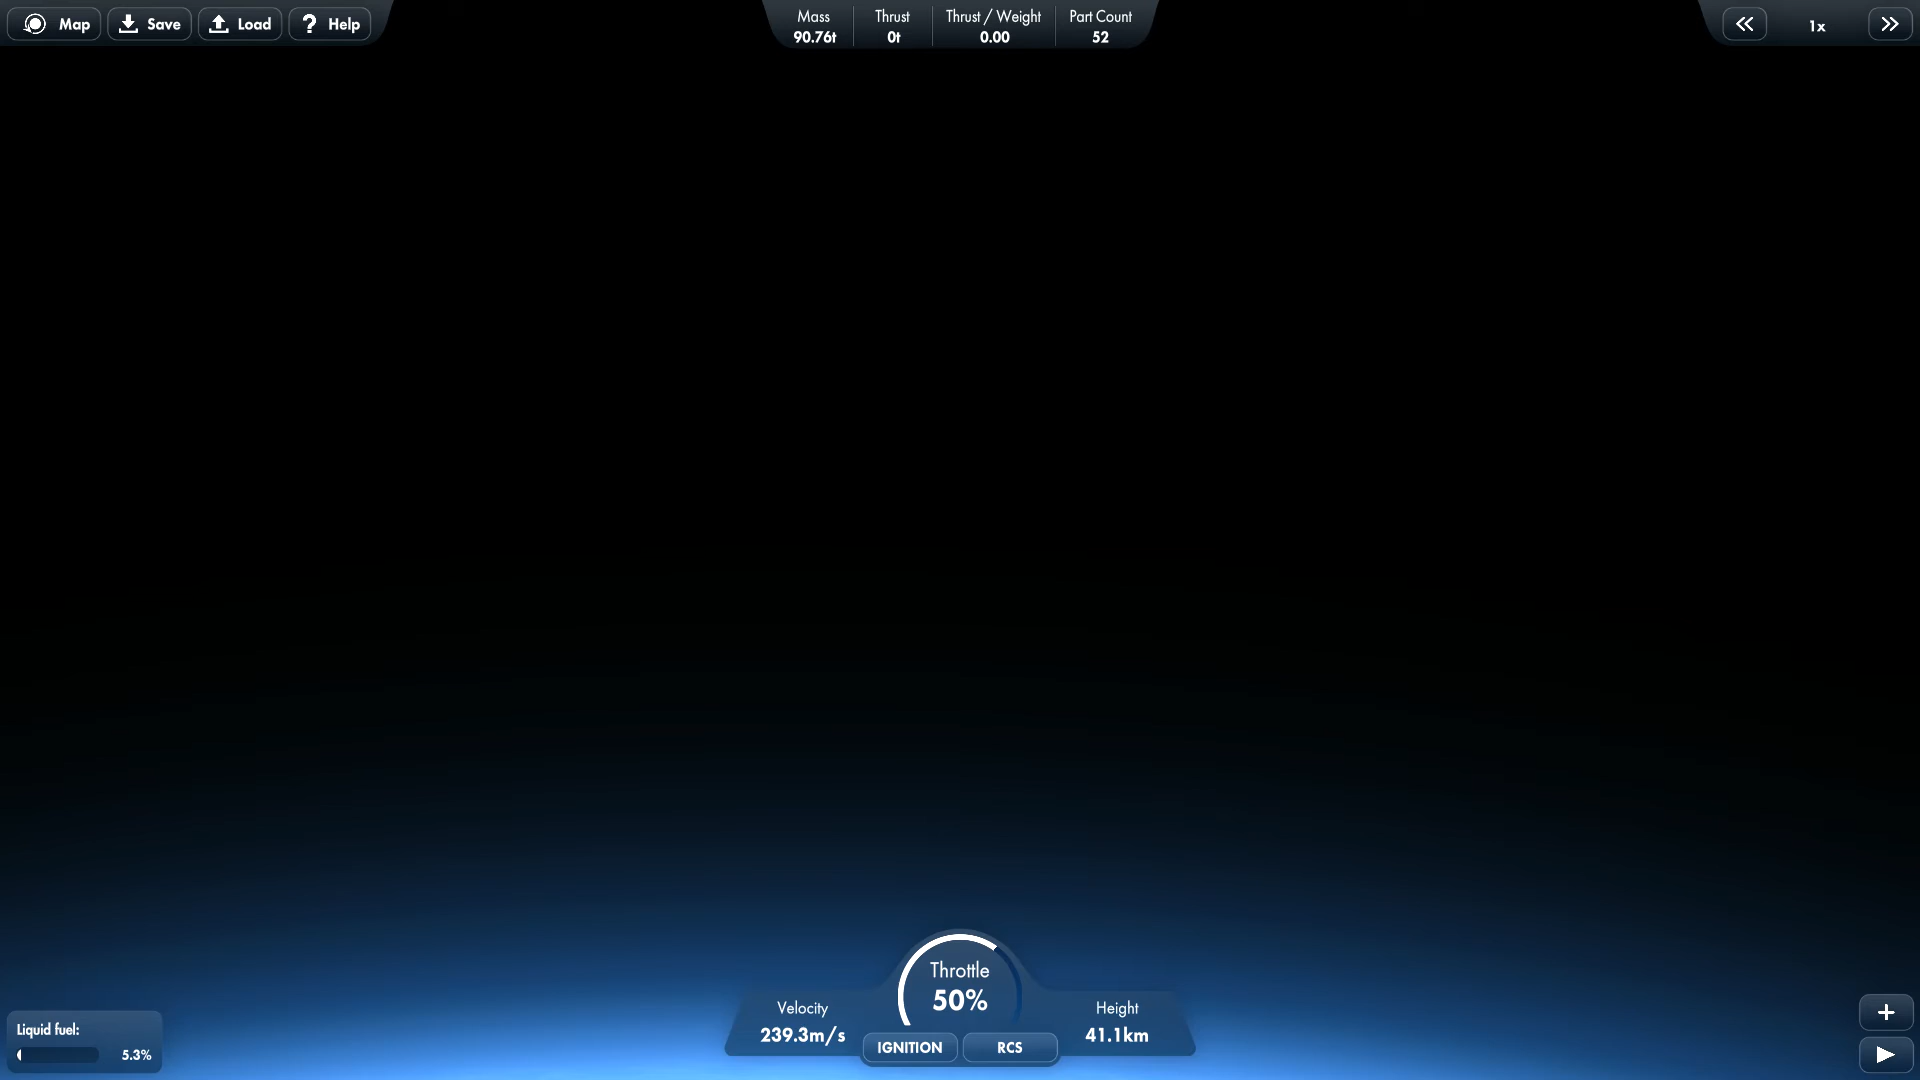 Map
Save
Load
Help
Mass
90.76t
Thrust
0t
Thrust / Weight
0.00
Part Count
52
1x
Throttle
50%
Velocity
239.3m/s
Height
41.1km
IGNITION
RCS
Liquid fuel:
5.3%